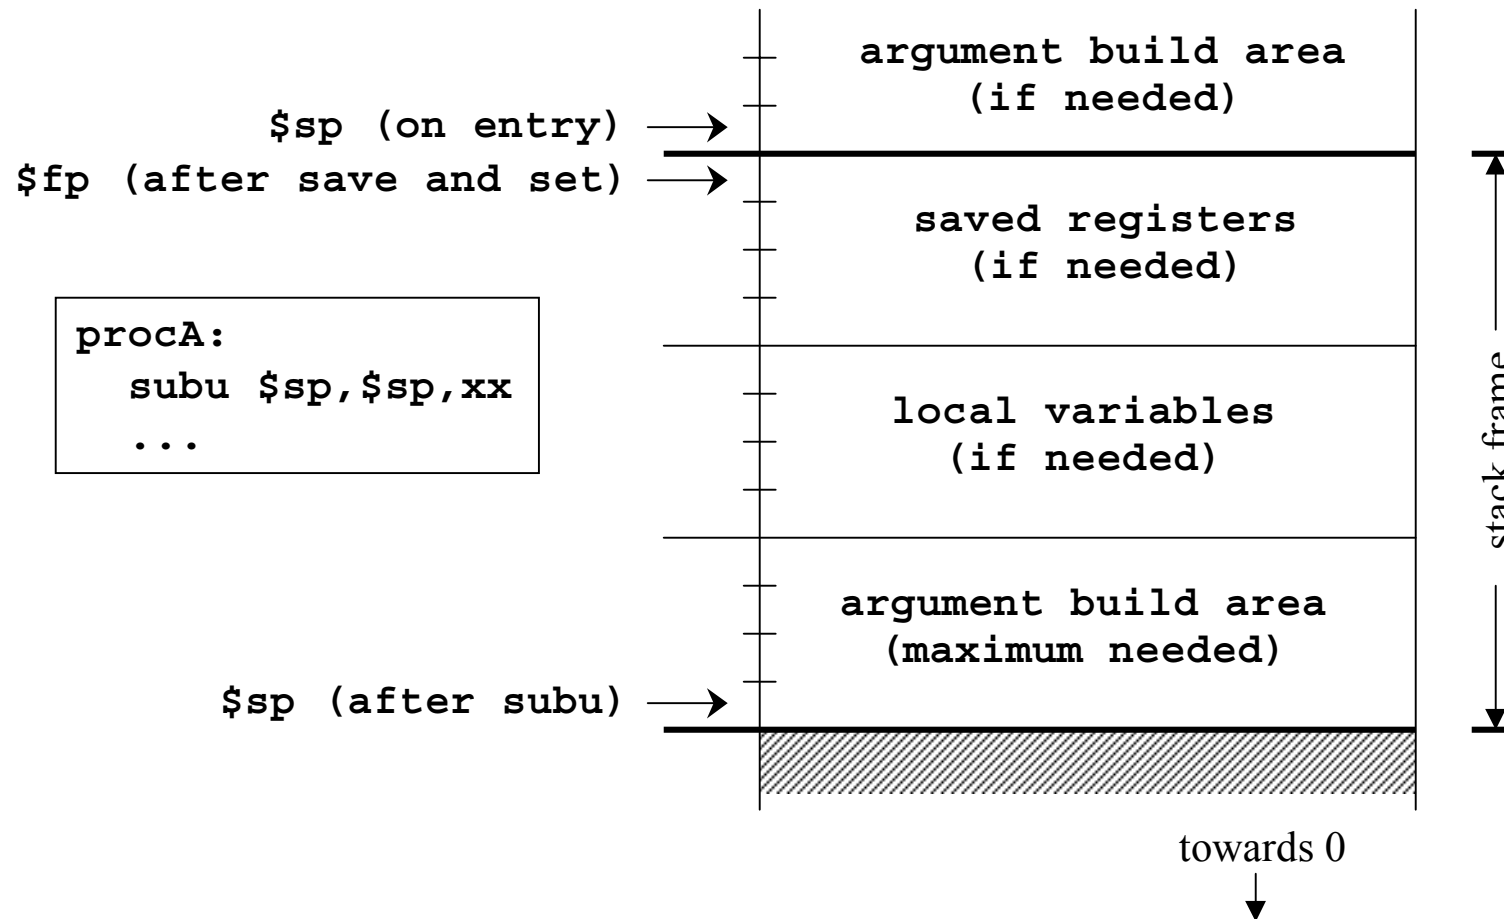 argument build area
(if needed)
$sp (on entry)
$fp (after save and set)
saved registers
(if needed)
procA:
subu $sp,$sp,xx
...
local variables
(if needed)
stack frame
argument build area
(maximum needed)
$sp (after subu)
towards 0